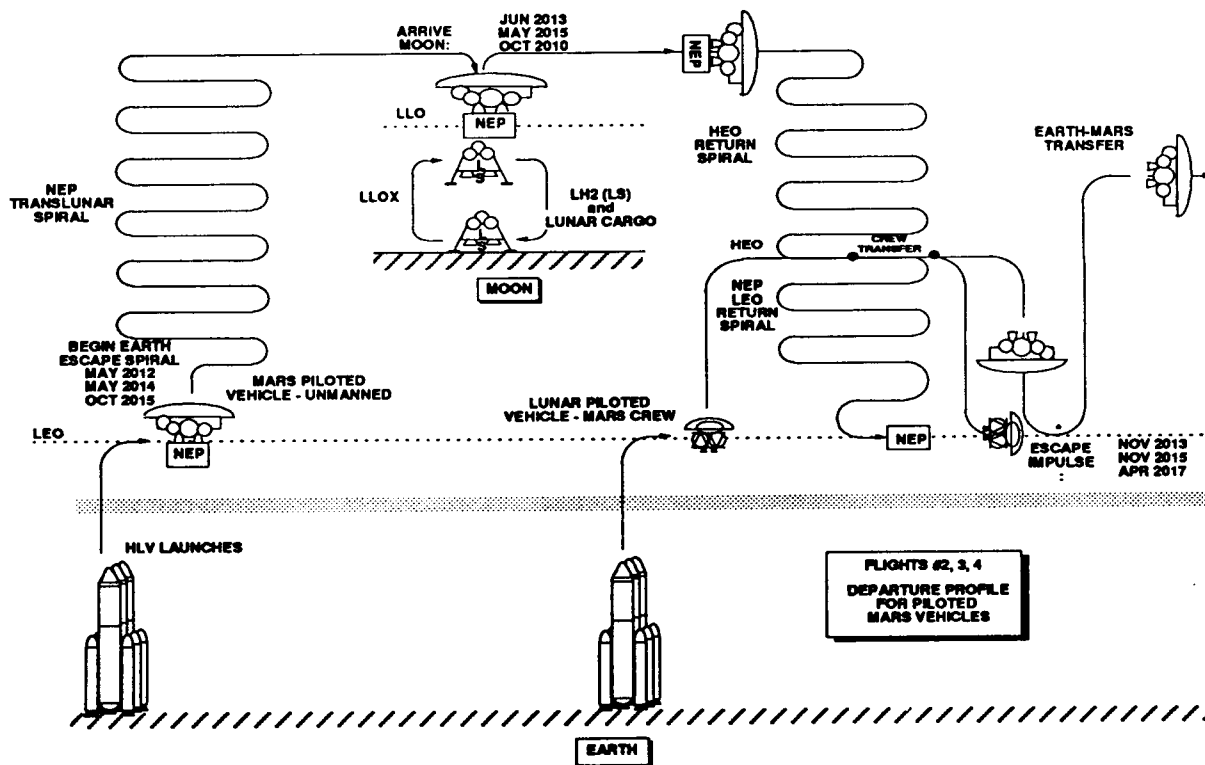 ARRIVE
MOON:
JUN 2013
MAY 2015
OCT 2010
NEP
LLO
NEP
NEP
TRANSLUNAR
SPIRAL
LLOX
LS
LH2 (LS)
and
LUNAR CARGO
LS
MOON
HEO
RETURN
SPIRAL
EARTH-MARS
TRANSFER
HEO
CREW
TRANSFER
NEP
LEO
RETURN
SPIRAL
BEGIN EARTH
ESCAPE SPIRAL
MAY 2012
MAY 2014
OCT 2015
MARS PILOTED
VEHICLE - UNMANNED
LUNAR PILOTED
VEHICLE - MARS CREW
LEO
NEP
NEP
ESCAPE
IMPULSE
NOV 2013
NOV 2015
APR 2017
HLV LAUNCHES
FLIGHTS #2, 3, 4
DEPARTURE PROFILE
FOR PILOTED
MARS VEHICLES
EARTH